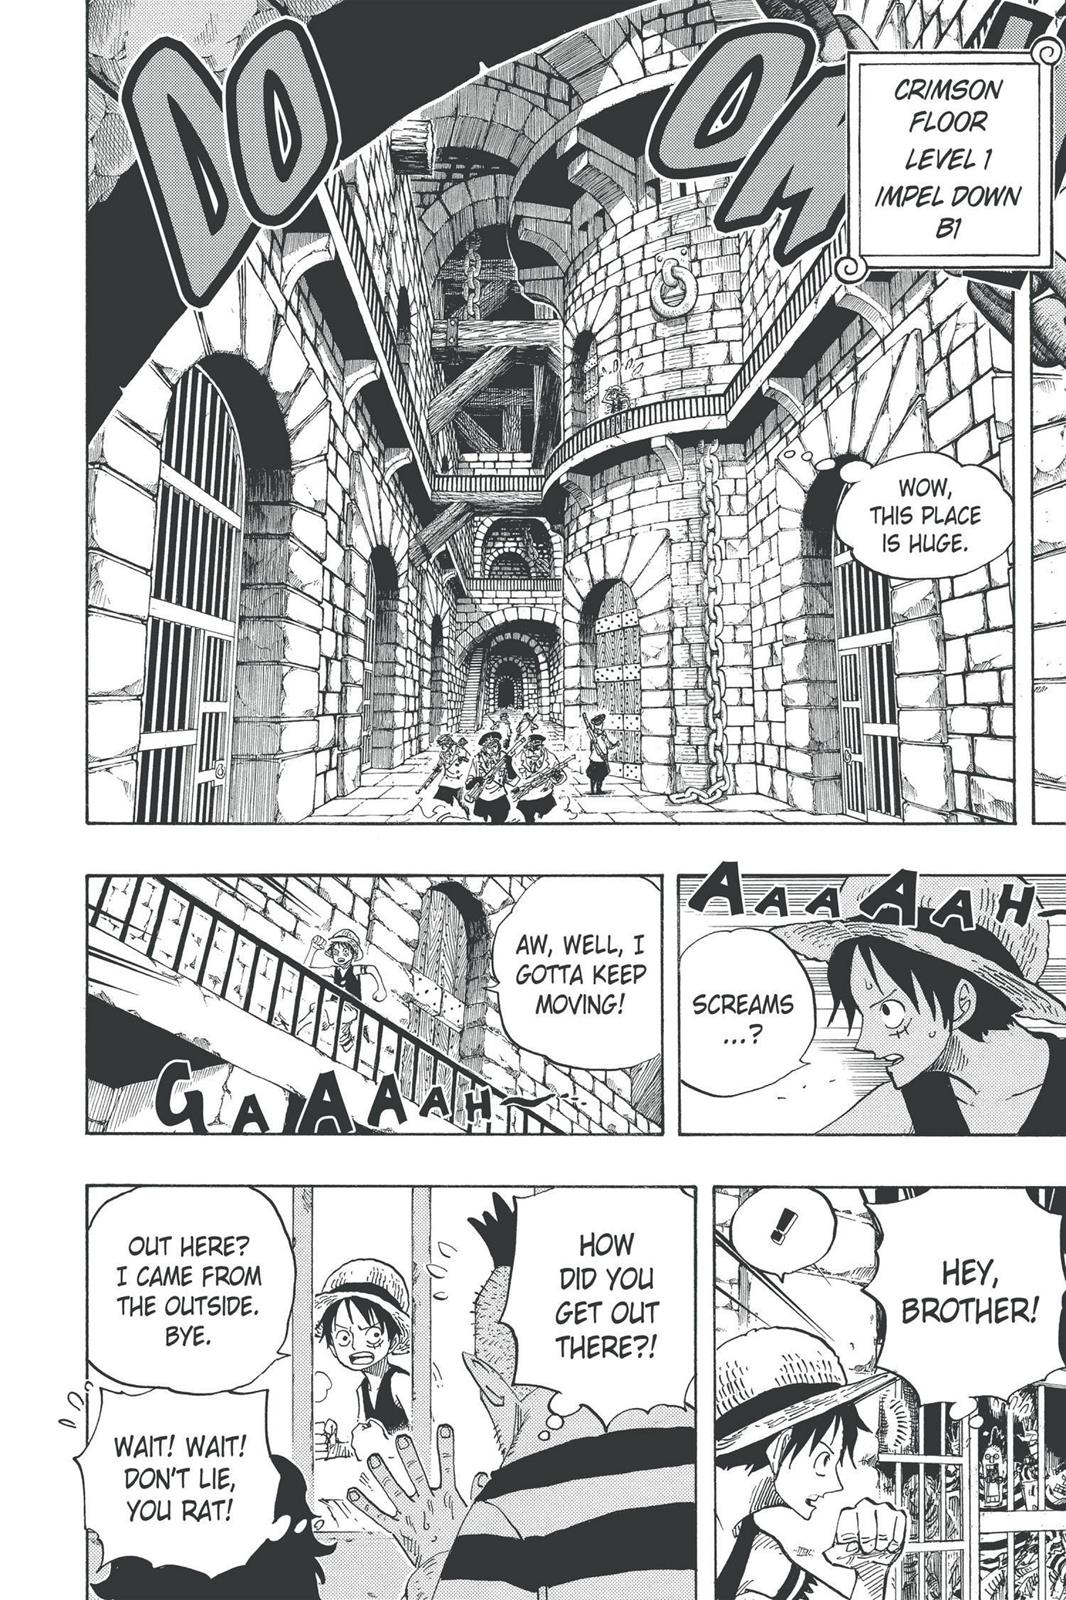 DO
OM
CRIMSON
FLOOR
LEVEL 1
IMPEL DOWN
B1
WOW,
THIS PLACE
IS HUGE.
AAAAAAH~
SCREAMS
...?
AW, WELL, I
GOTTA KEEP
MOVING!
GAAAAAH~
!
HEY,
BROTHER!
HOW
DID YOU
GET OUT
THERE?!
OUT HERE?
I CAME FROM
THE OUTSIDE.
BYE.
WAIT! WAIT!
DON'T LIE,
YOU RAT!